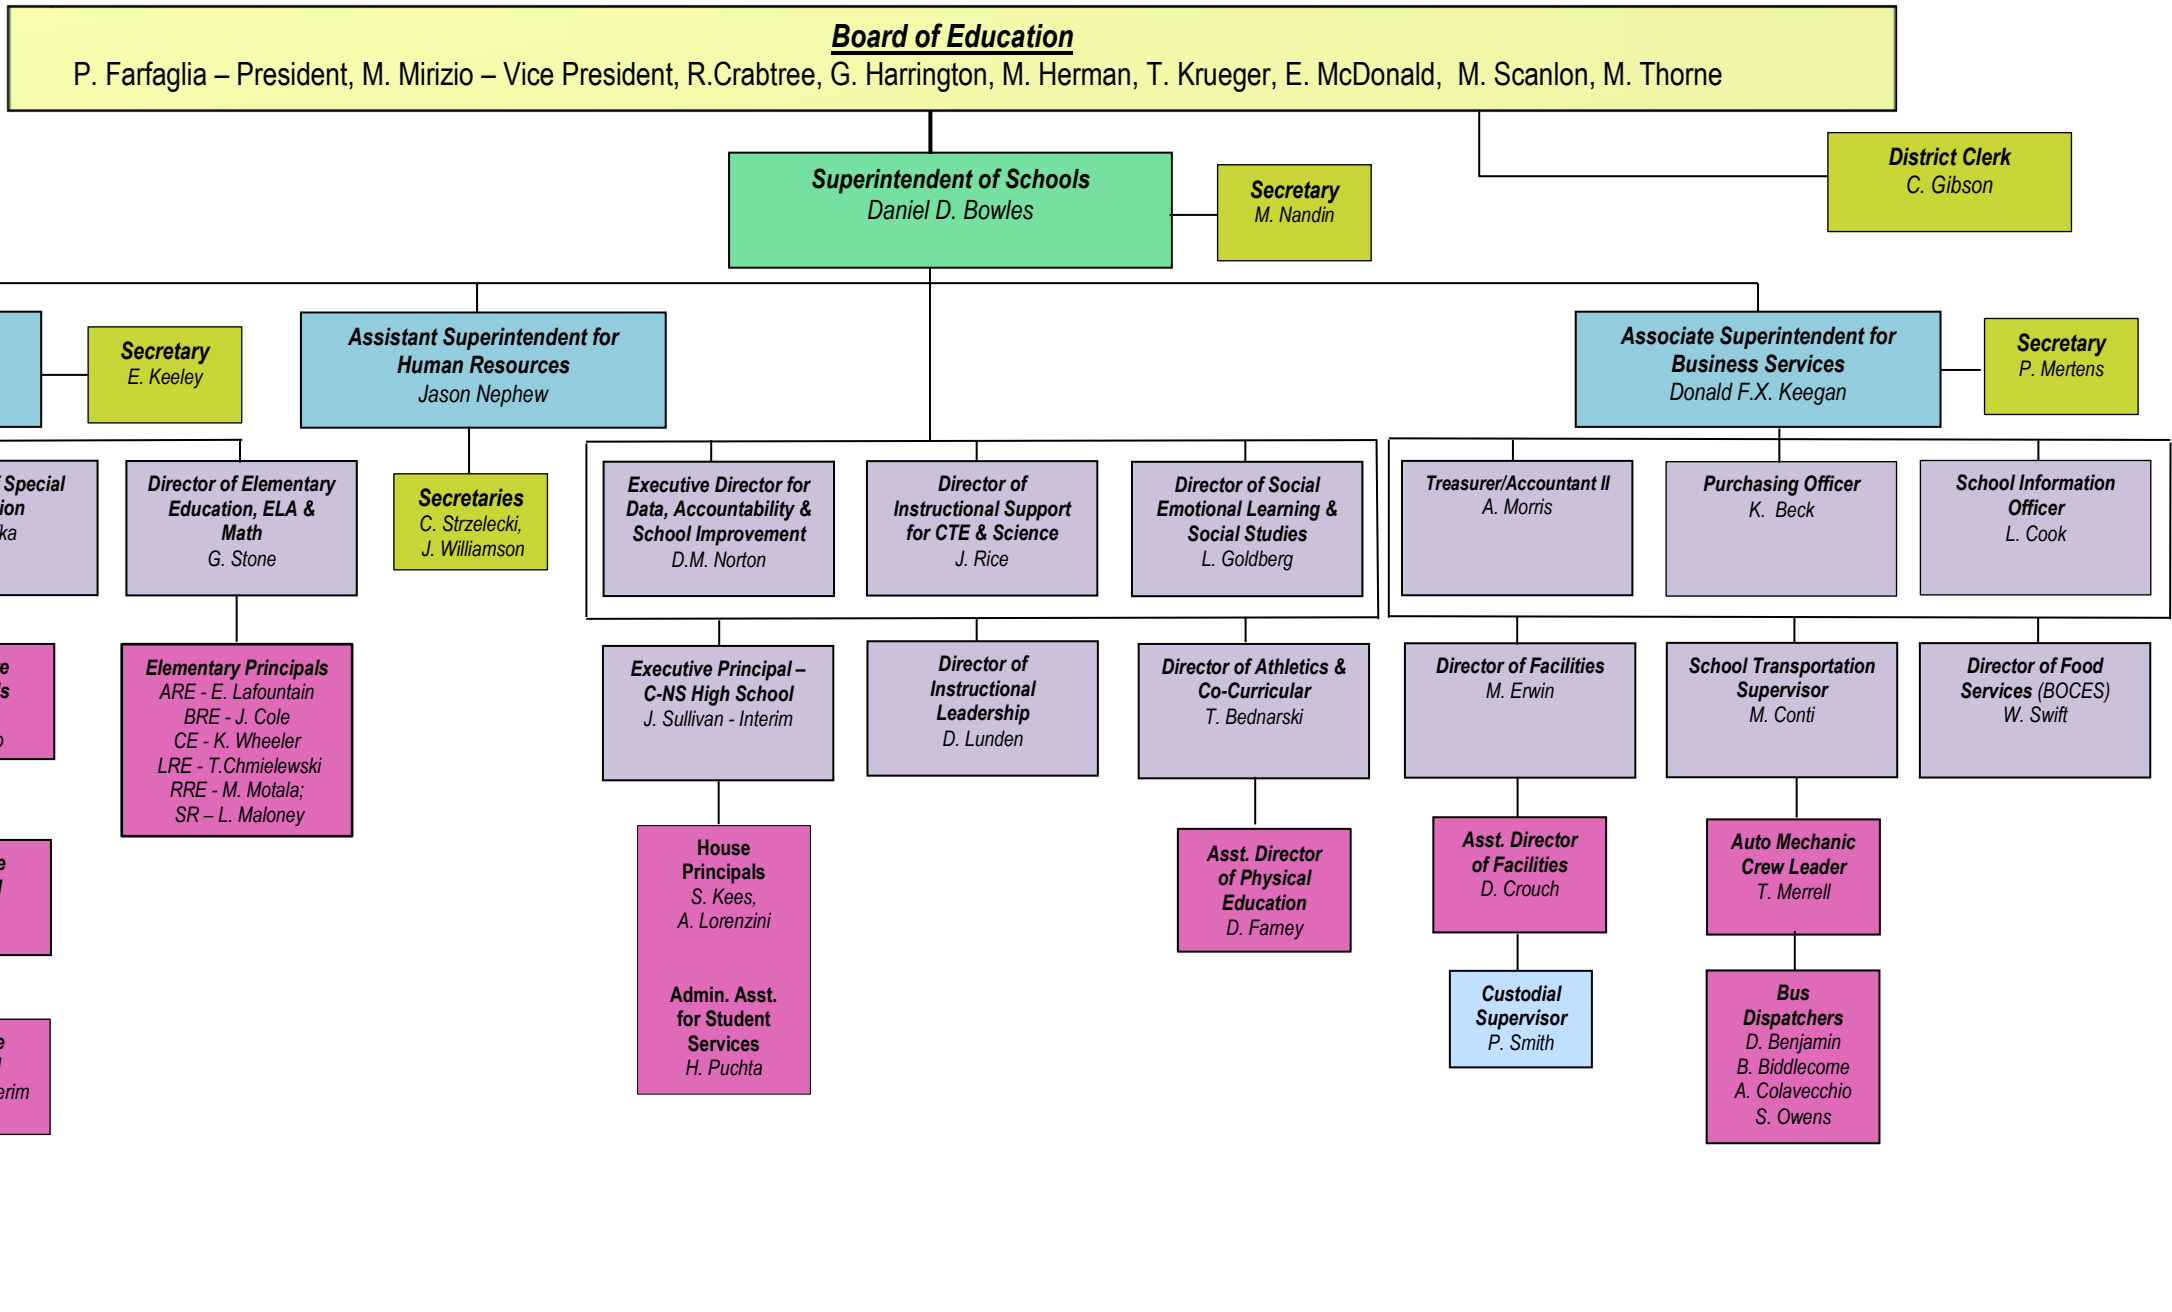 Board of Education
P. Farfaglia – President, M. Mirizio – Vice President, R.Crabtree, G. Harrington, M. Herman, T. Krueger, E. McDonald,  M. Scanlon, M. Thorne
District Clerk
C. Gibson
Superintendent of Schools
Daniel D. Bowles
Secretary
M. Nandin
Secretary
E. Keeley
Assistant Superintendent for
Human Resources
Jason Nephew
Associate Superintendent for
Business Services
Donald F.X. Keegan
Secretary
P. Mertens
Special
Director of Elementary
Education, ELA &
Math
G. Stone
Secretaries
C. Strzelecki,
J. Williamson
Executive Director for
Data, Accountability &
School Improvement
D.M. Norton
Director of
Instructional Support
for CTE & Science
J. Rice
Director of Social
Emotional Learning &
Social Studies
L. Goldberg
Treasurer/Accountant II
A. Morris
Purchasing Officer
K.  Beck
School Information
Officer
L. Cook
Elementary Principals
ARE - E. Lafountain
BRE - J. Cole
CE - K. Wheeler
LRE - T.Chmielewski
RRE - M. Motala;
SR – L. Maloney
Executive Principal –
C-NS High School
J. Sullivan - Interim
Director of
Instructional
Leadership
D. Lunden
Director of Athletics &
Co-Curricular
T. Bednarski
Director of Facilities
M. Erwin
School Transportation
Supervisor
M. Conti
Director of Food
Services (BOCES)
W. Swift
House
Principals
S. Kees,
A. Lorenzini
Admin. Asst.
for Student
Services
H. Puchta
Asst. Director
of Physical
Education
D. Farney
Asst. Director
of Facilities
D. Crouch
Auto Mechanic
Crew Leader
T. Merrell
Custodial
Supervisor
P. Smith
Bus
Dispatchers
D. Benjamin
B. Biddlecome
A. Colavecchio
S. Owens